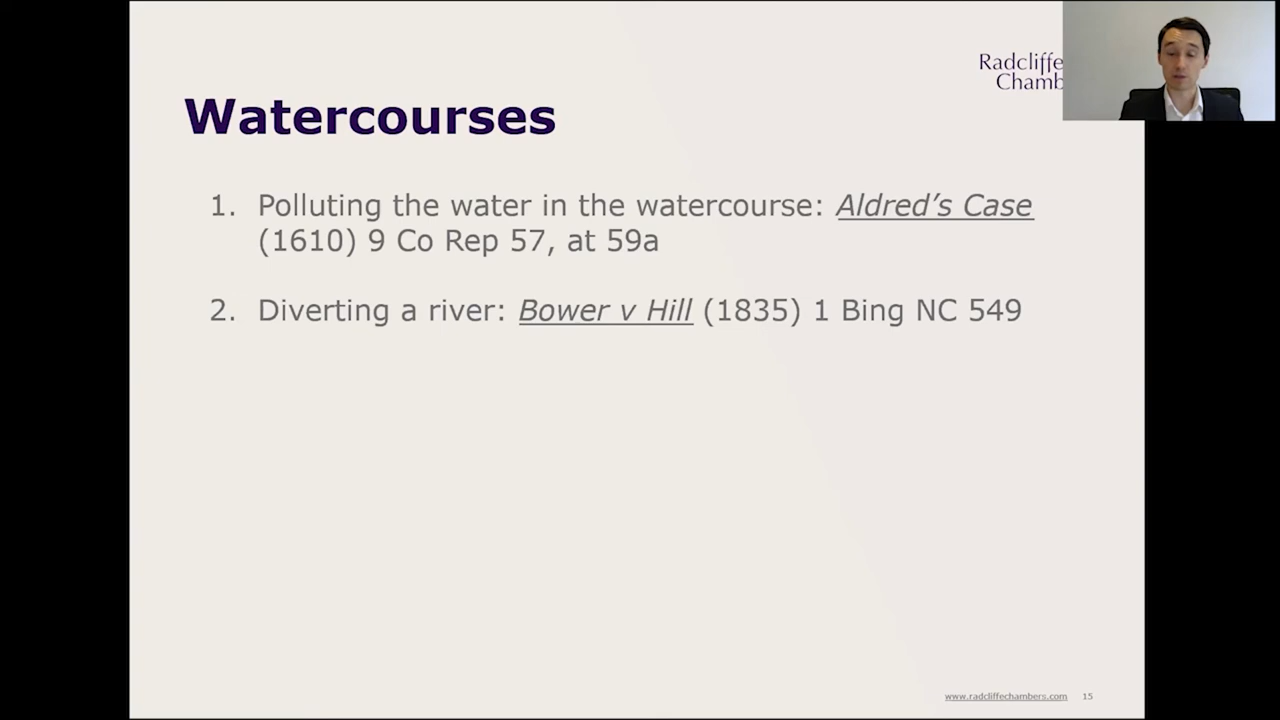 Radcliffe
Chamb
Watercourses
1. Polluting the water in the watercourse: Aldred’s Case
(1610) 9 Co Rep 57, at 59a
2. Diverting a river: Bower v Hill (1835) 1 Bing NC 549
www.radcliffechambers.com 15